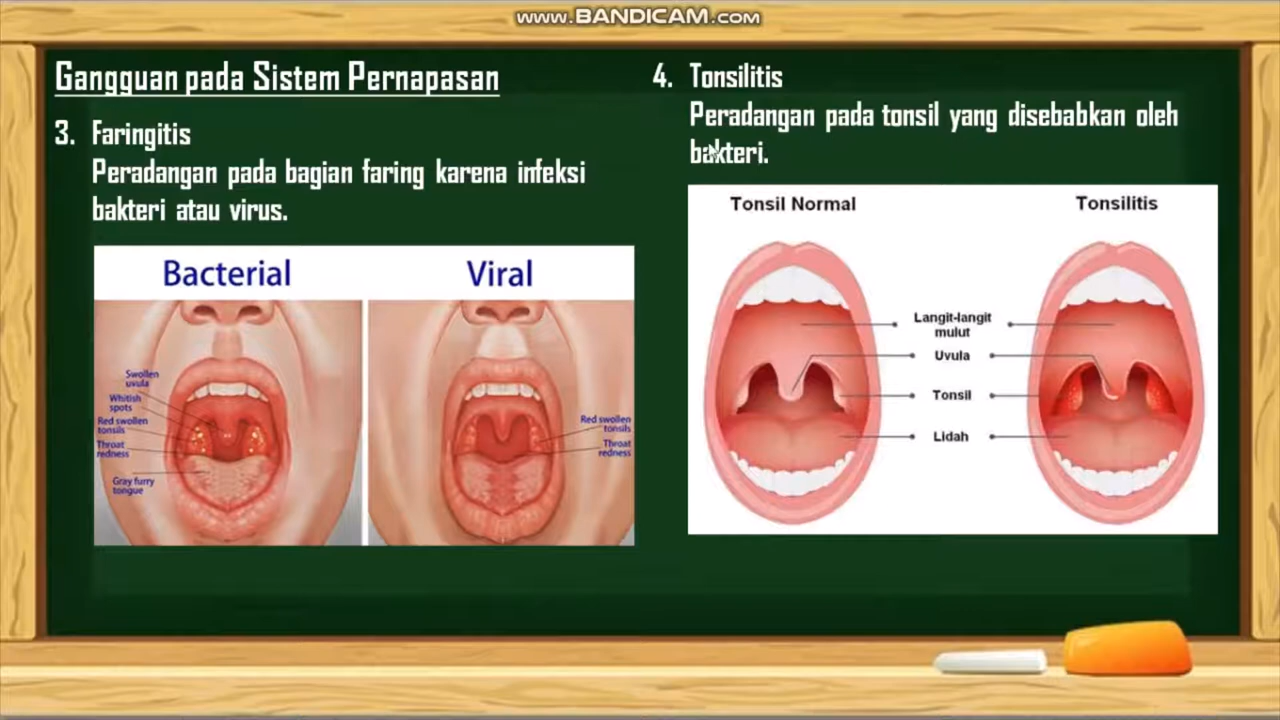 www.BANDICAM.com
Gangguan pada Sistem Pernapasan
3. Faringitis
Peradangan pada bagian faring karena infeksi
bakteri atau virus.
Bacterial
Viral
Swollen
uvula
Whitish
spots
Red swollen
tonsils
Throat
redness
Gray furry
tongue
Red swollen
tonsils
Throat
redness
4. Tonsilitis
Peradangan pada tonsil yang disebabkan oleh
bakteri.
Tonsil Normal
Tonsilitis
Langit-langit
mulut
Uvula
Tonsil
Lidah